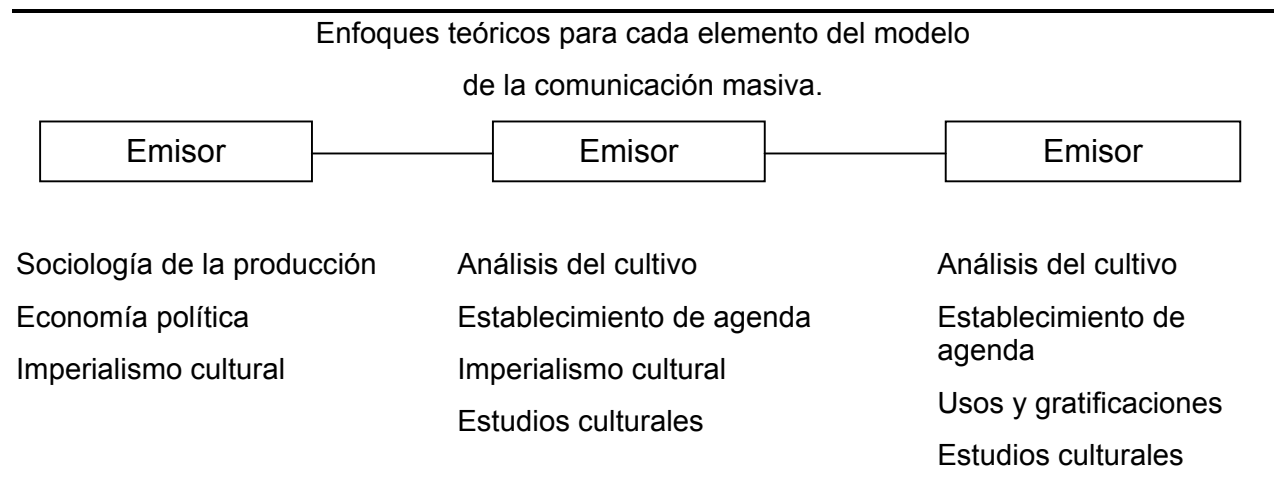 Enfoques teóricos para cada elemento del modelo
de la comunicación masiva.
Emisor
Emisor
Emisor
Sociología de la producción
Economía política
Imperialismo cultural
Análisis del cultivo
Establecimiento de agenda
Imperialismo cultural
Estudios culturales
Análisis del cultivo
Establecimiento de
agenda
Usos y gratificaciones
Estudios culturales